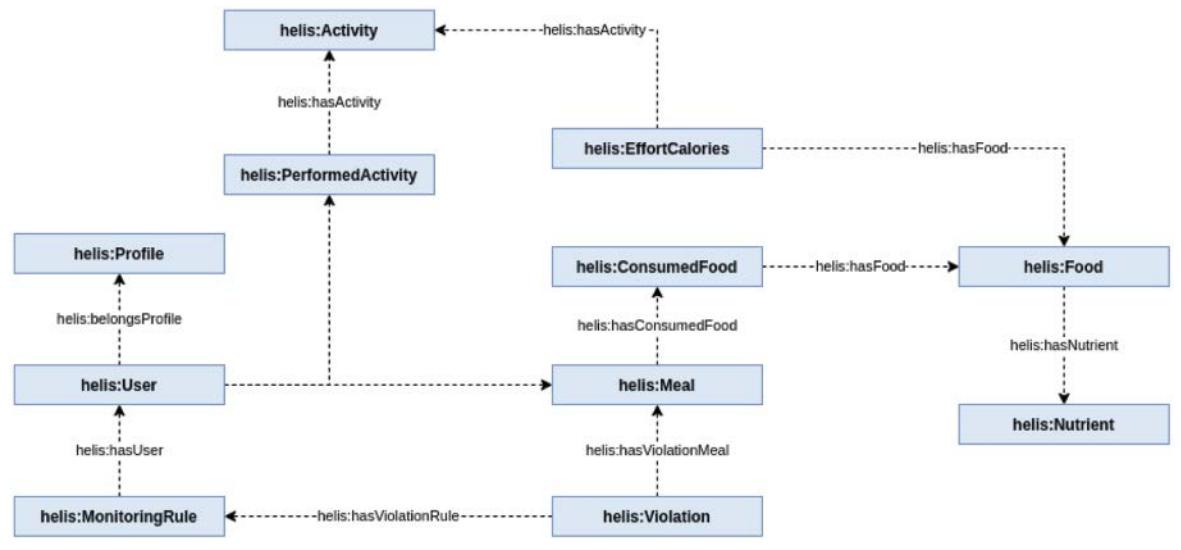 helis:Activity
helis:hasActivity
helis:hasActivity
helis:EffortCalories
helis:hasFood
helis:PerformedActivity
helis:Profile
helis:ConsumedFood
helis:hasFood
helis:Food
helis:belongsProfile
helis:hasConsumedFood
helis:hasNutrient
helis:User
helis:Meal
helis:Nutrient
helis:hasUser
helis:hasViolationMeal
helis:MonitoringRule
helis:hasViolationRule
helis:Violation